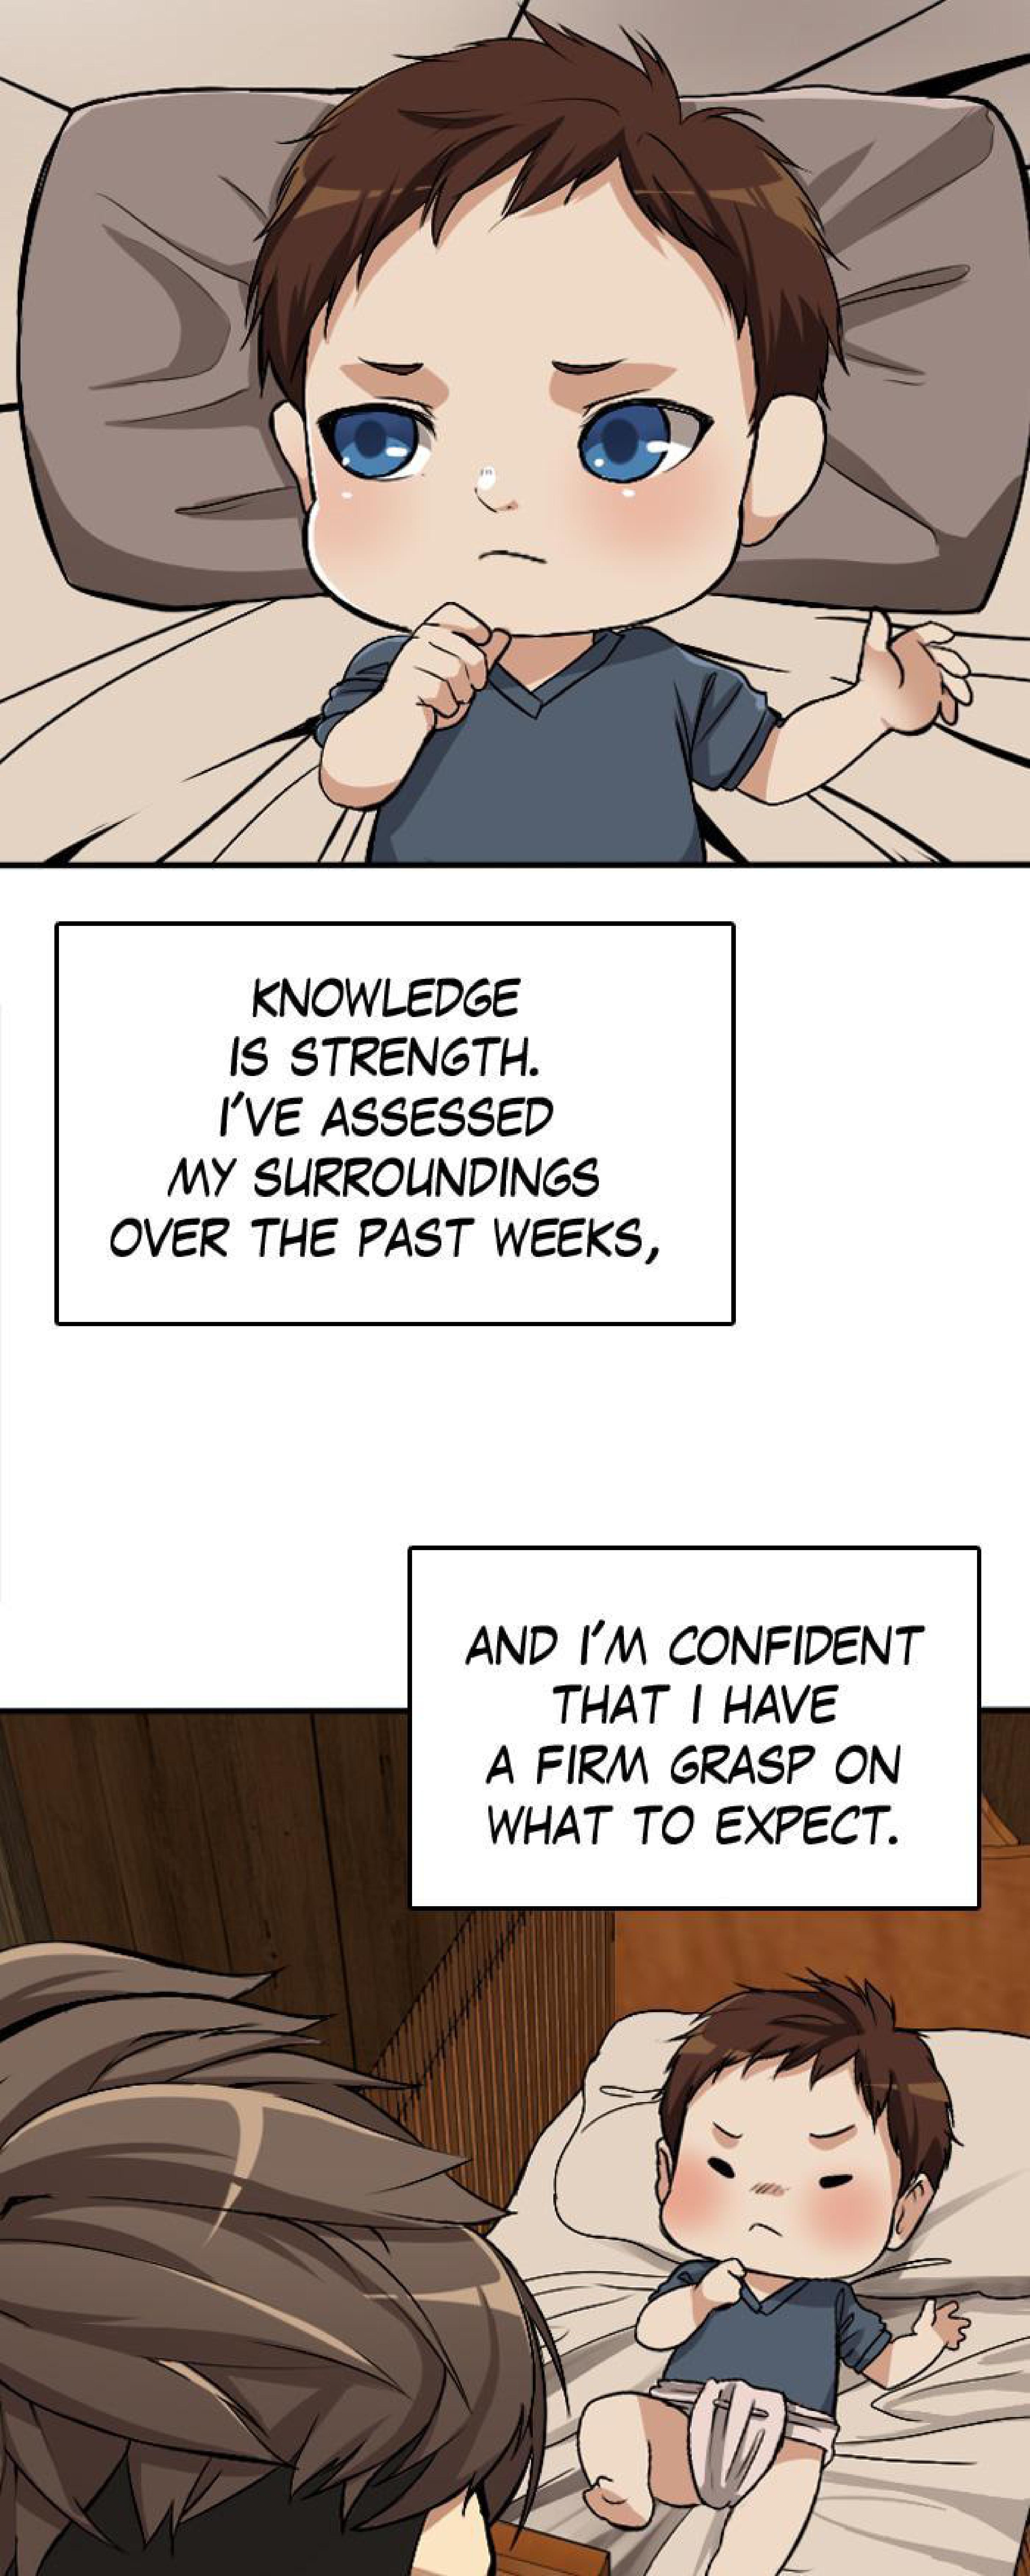 KNOWLEDGE
IS STRENGTH.
I'VE ASSESSED
MY SURROUNDINGS
OVER THE PAST WEEKS,
AND I'M CONFIDENT
THAT I HAVE
A FIRM GRASP ON
WHAT TO EXPECT.